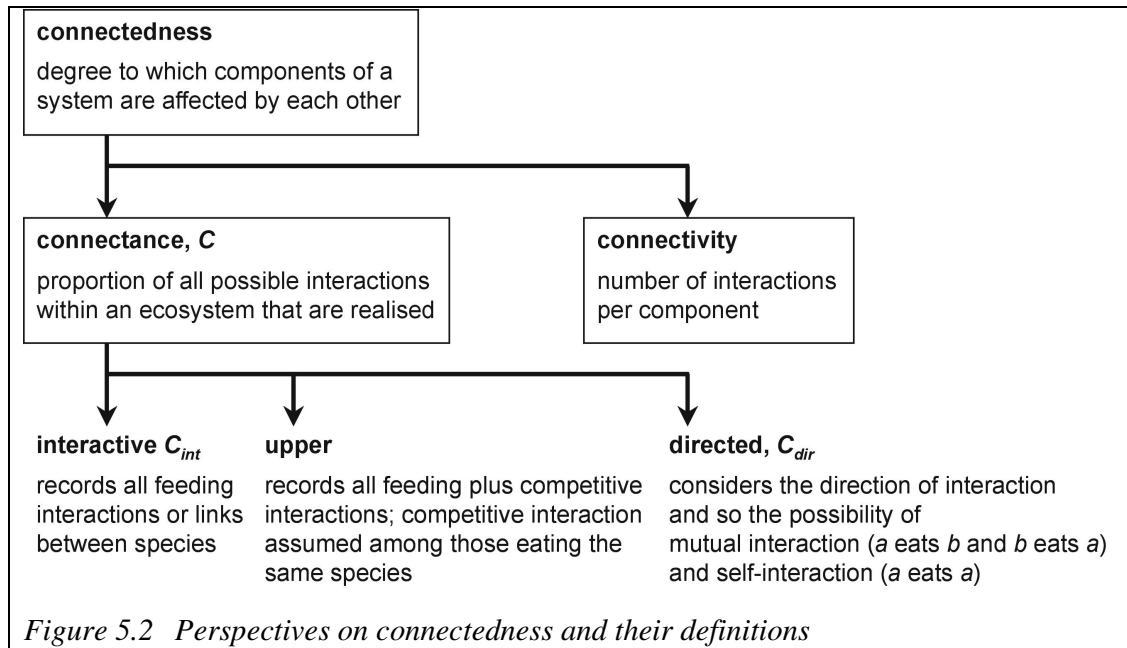 connectedness
degree to which components of a
system are affected by each other
connectance, C
proportion of all possible interactions
within an ecosystem that are realised
connectivity
number of interactions
per component
interactive C_int
records all feeding
interactions or links
between species
upper
records all feeding plus competitive
interactions; competitive interaction
assumed among those eating the
same species
directed, C_dir
considers the direction of interaction
and so the possibility of
mutual interaction (a eats b and b eats a)
and self-interaction (a eats a)
Figure 5.2 Perspectives on connectedness and their definitions